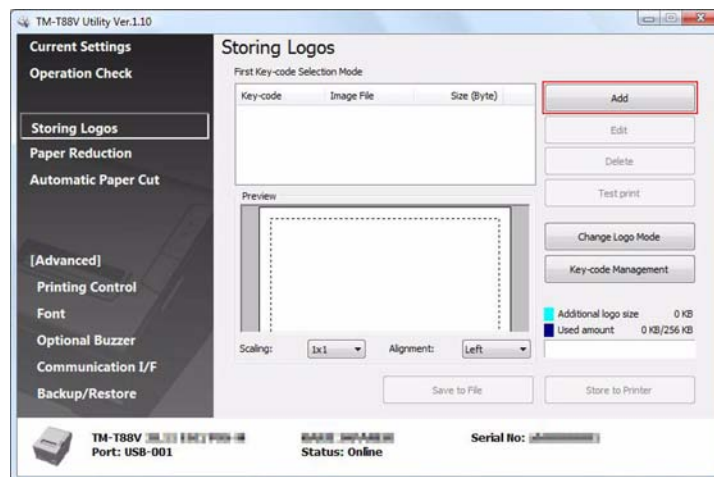 TM-T88V Utility Ver.1.10
Current Settings
Operation Check
Storing Logos
Paper Reduction
Automatic Paper Cut
[Advanced]
Printing Control
Font
Optional Buzzer
Communication I/F
Backup/Restore
Storing Logos
First Key-code Selection Mode
Key-code Image File Size (Byte)
Add
Edit
Delete
Test print
Preview
Change Logo Mode
Key-code Management
Additional logo size 0 KB
Used amount 0 KB/256 KB
Scaling: 1x1 Alignment: Left
Save to File
Store to Printer
TM-T88V
Port: USB-001
Status: Online
Serial No: